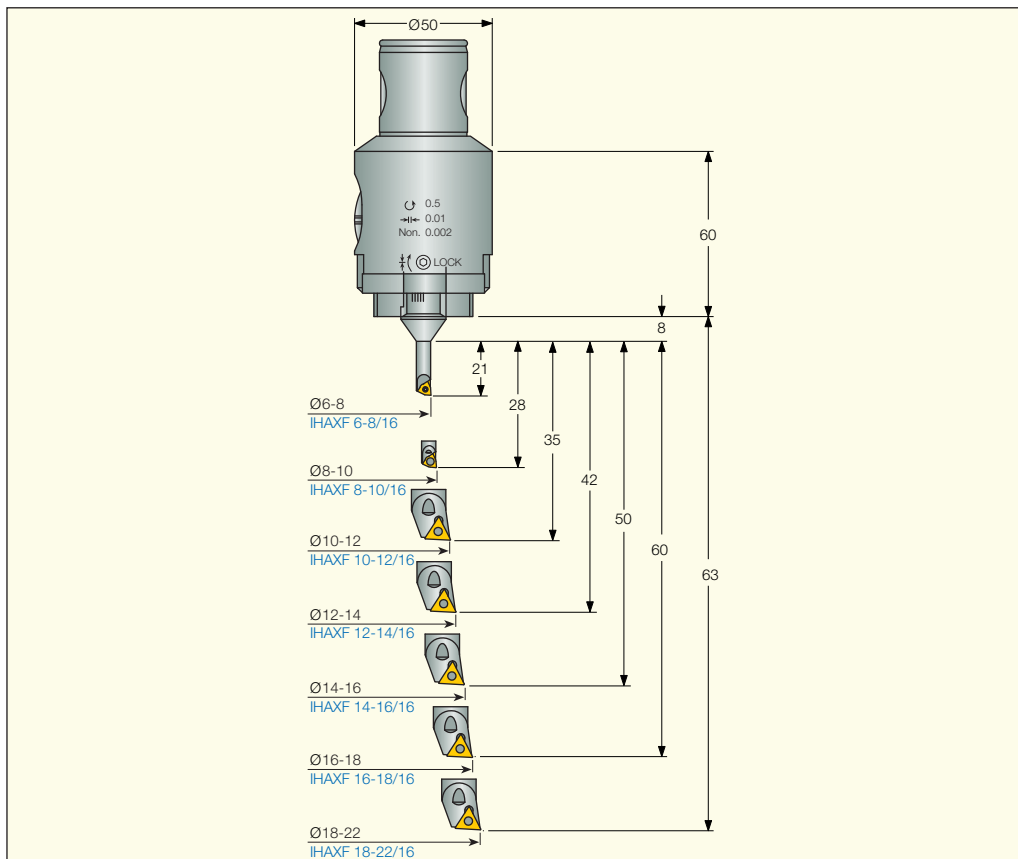 Ø50
0.5
0.01
Non. 0.002
LOCK
60
8
21
28
35
42
50
60
63
Ø6-8
IHAXF 6-8/16
Ø8-10
IHAXF 8-10/16
Ø10-12
IHAXF 10-12/16
Ø12-14
IHAXF 12-14/16
Ø14-16
IHAXF 14-16/16
Ø16-18
IHAXF 16-18/16
Ø18-22
IHAXF 18-22/16